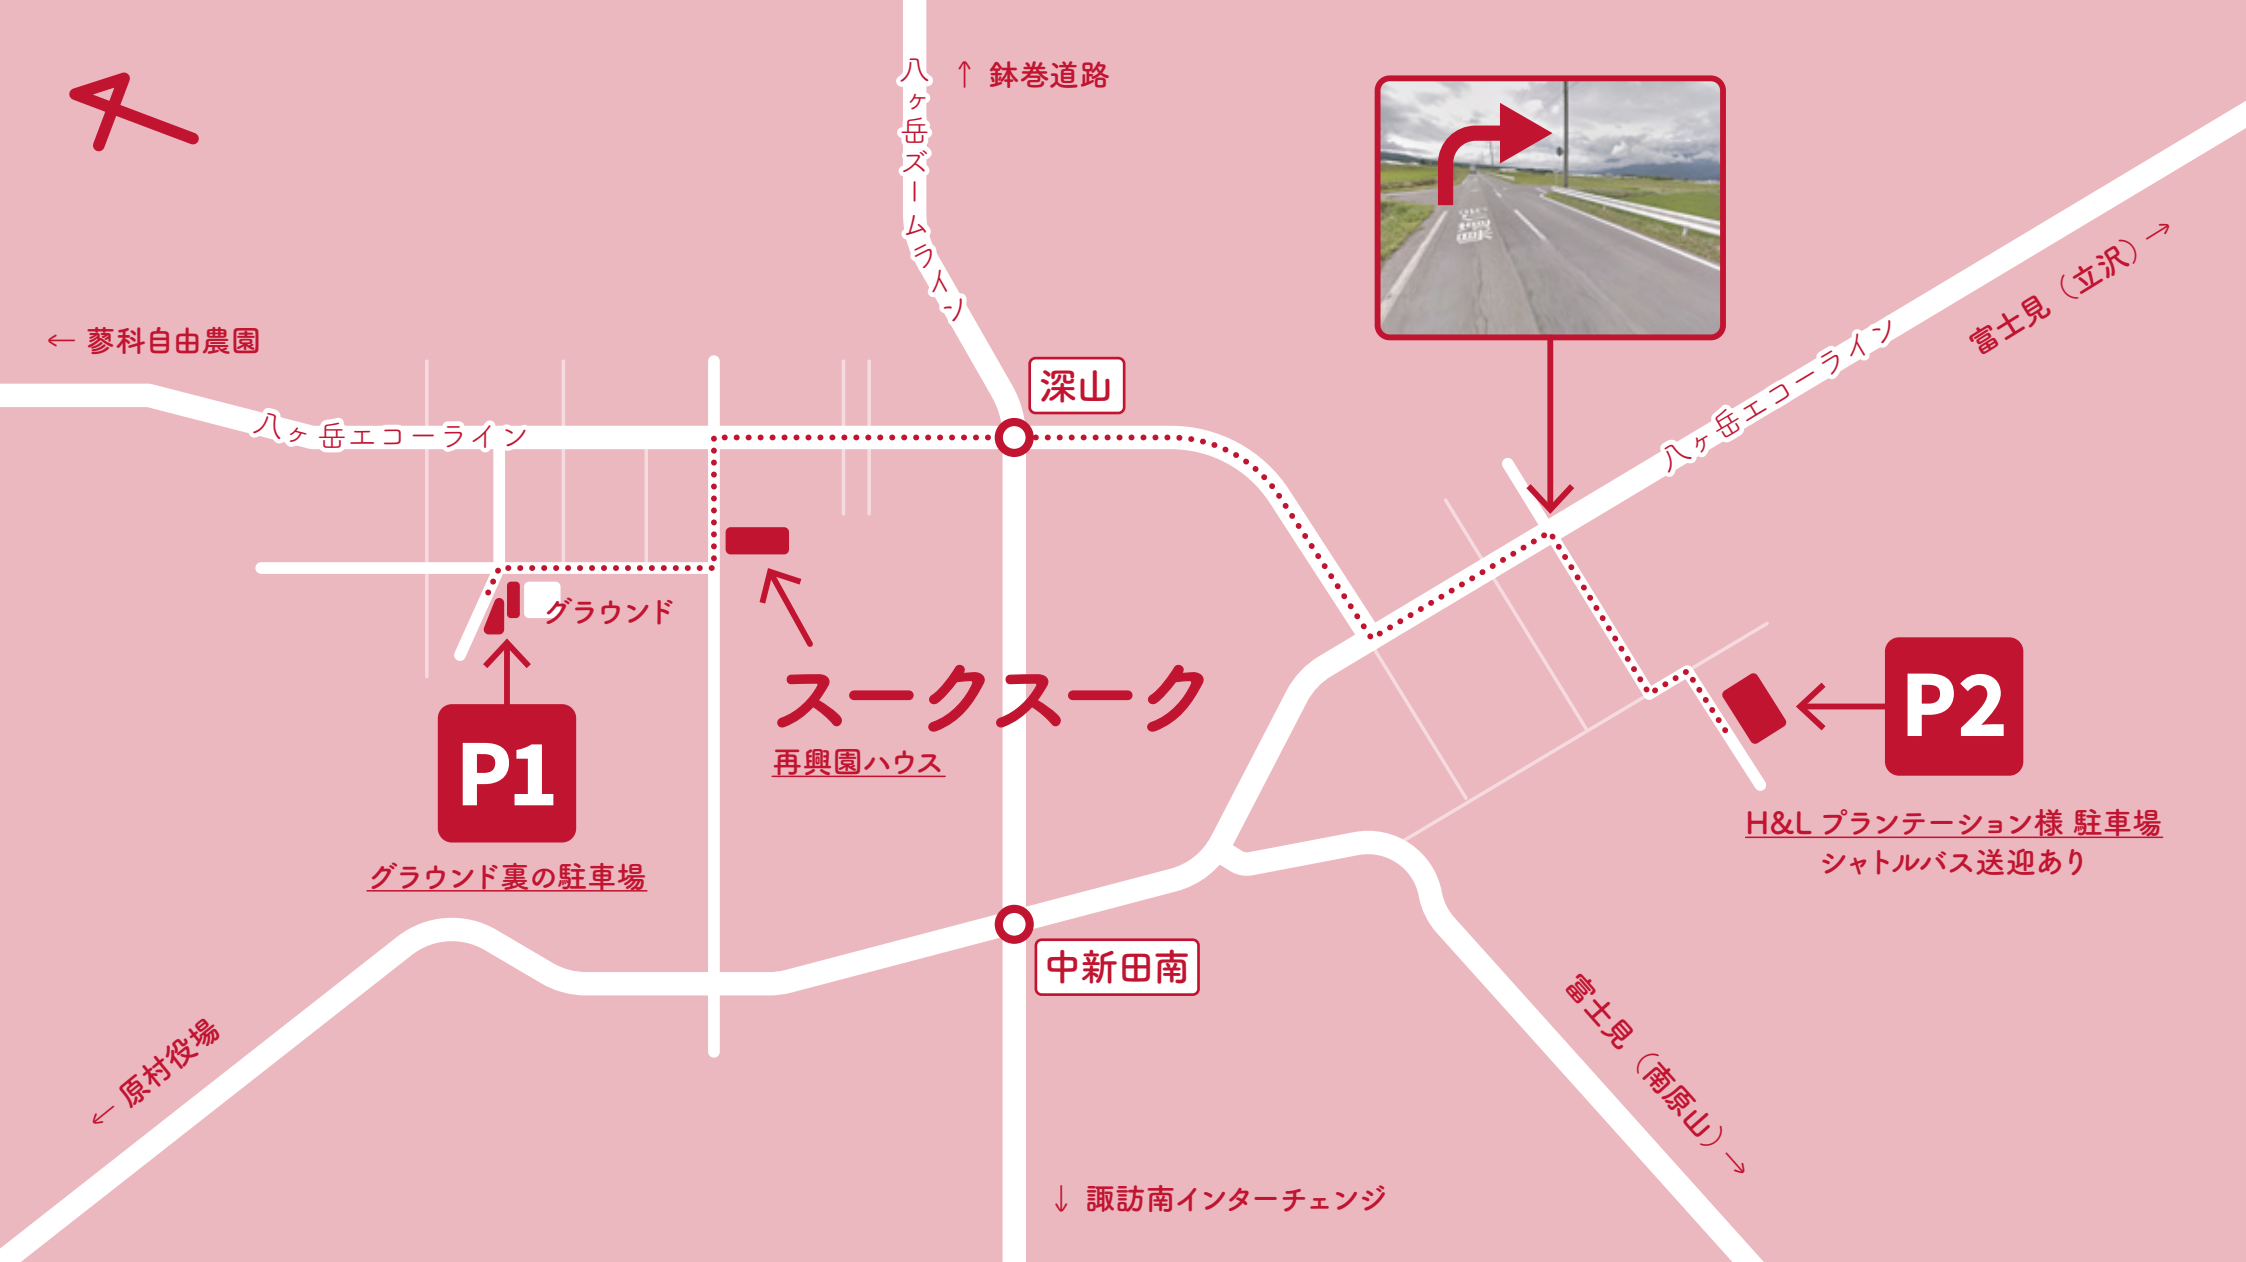 ↑ 鉢巻道路
八ヶ岳ズームライン
← 蓼科自由農園
八ヶ岳エコーライン
深山
八ヶ岳エコーライン
富士見（立沢）→
グラウンド
スークスーク
再興園ハウス
P1
グラウンド裏の駐車場
P2
H&L プランテーション様 駐車場
シャトルバス送迎あり
中新田南
← 原村役場
富士見（南原山）→
↓ 諏訪南インターチェンジ